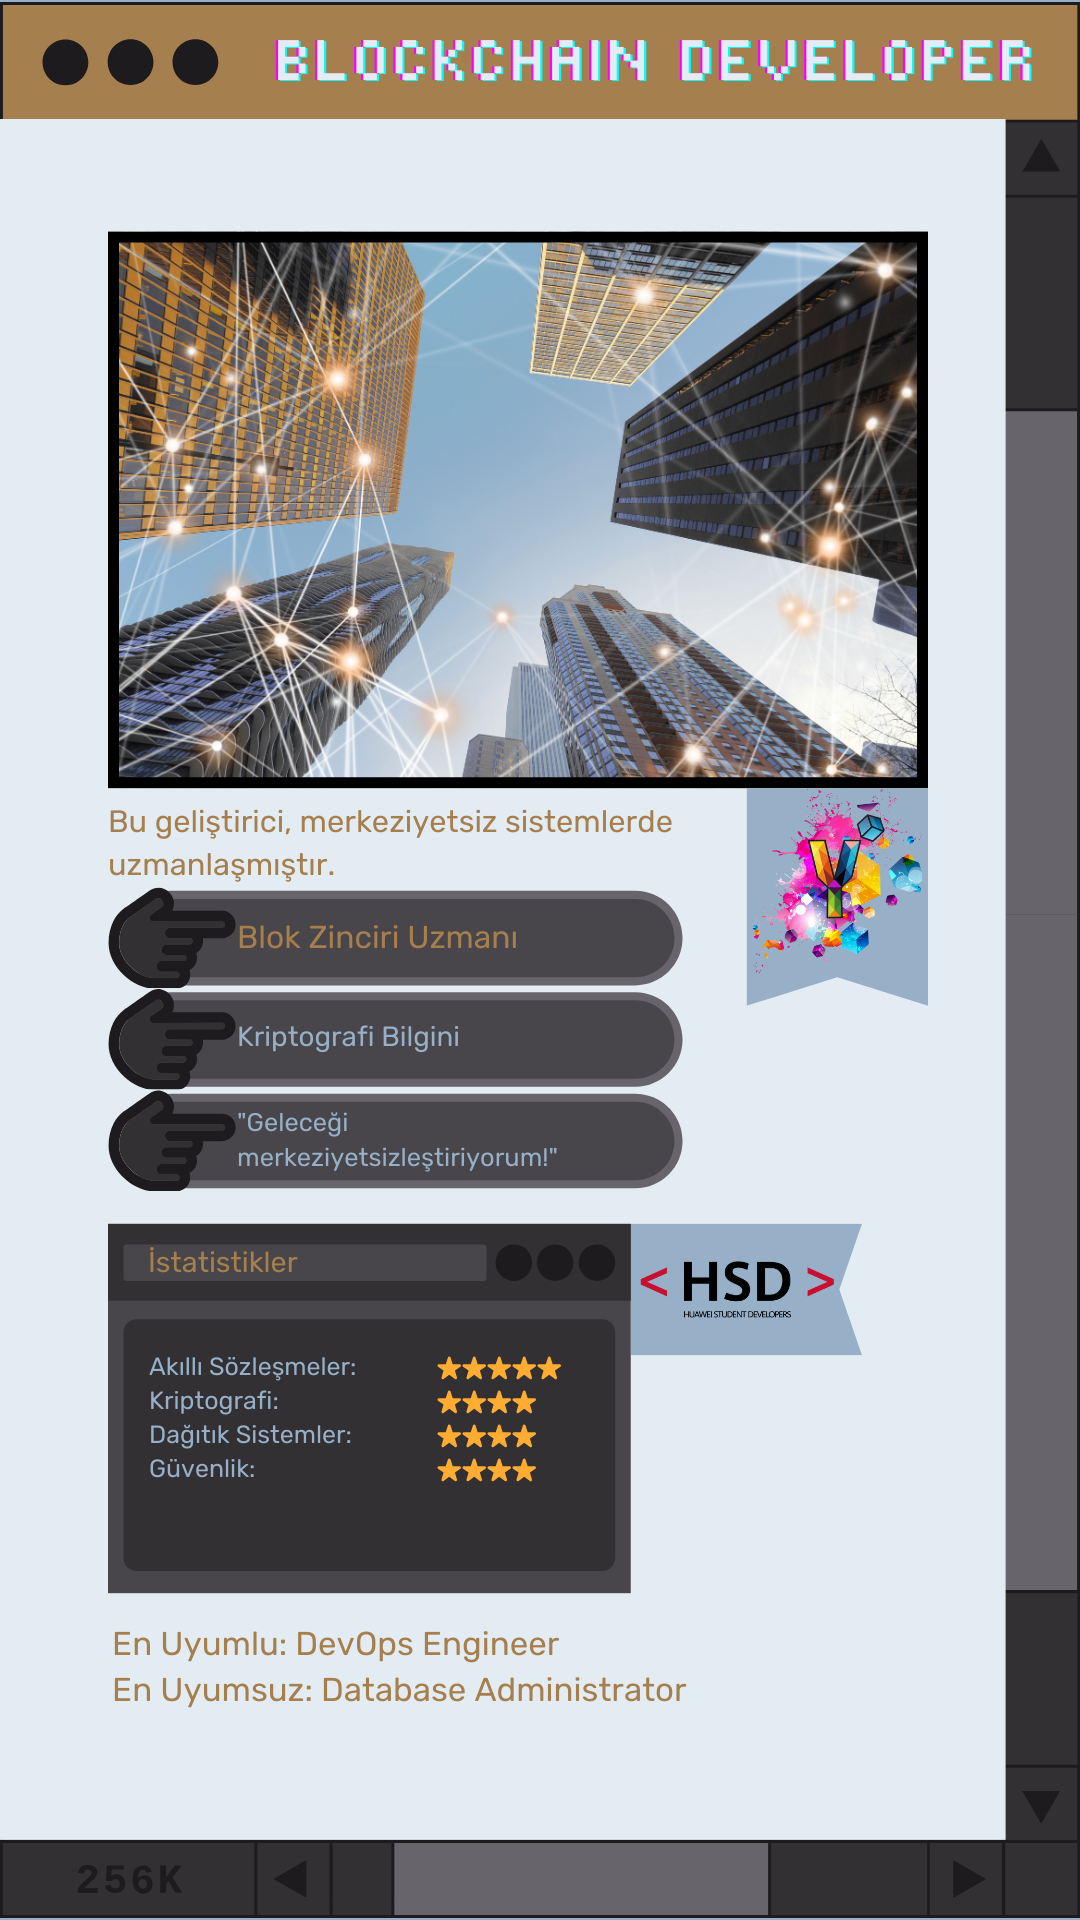 BLOCKCHAIN DEVELOPER
Bu geliştirici, merkeziyetsiz sistemlerde
uzmanlaşmıştır.
Blok Zinciri Uzmanı
Kriptografi Bilgini
"Geleceği
merkeziyetsizleştiriyorum!"
İstatistikler
< HSD >
HUAWEI STUDENT DEVELOPERS
Akıllı Sözleşmeler: ★★★★★
Kriptografi: ★★★★
Dağıtık Sistemler: ★★★★
Güvenlik: ★★★★
En Uyumlu: DevOps Engineer
En Uyumsuz: Database Administrator
256K